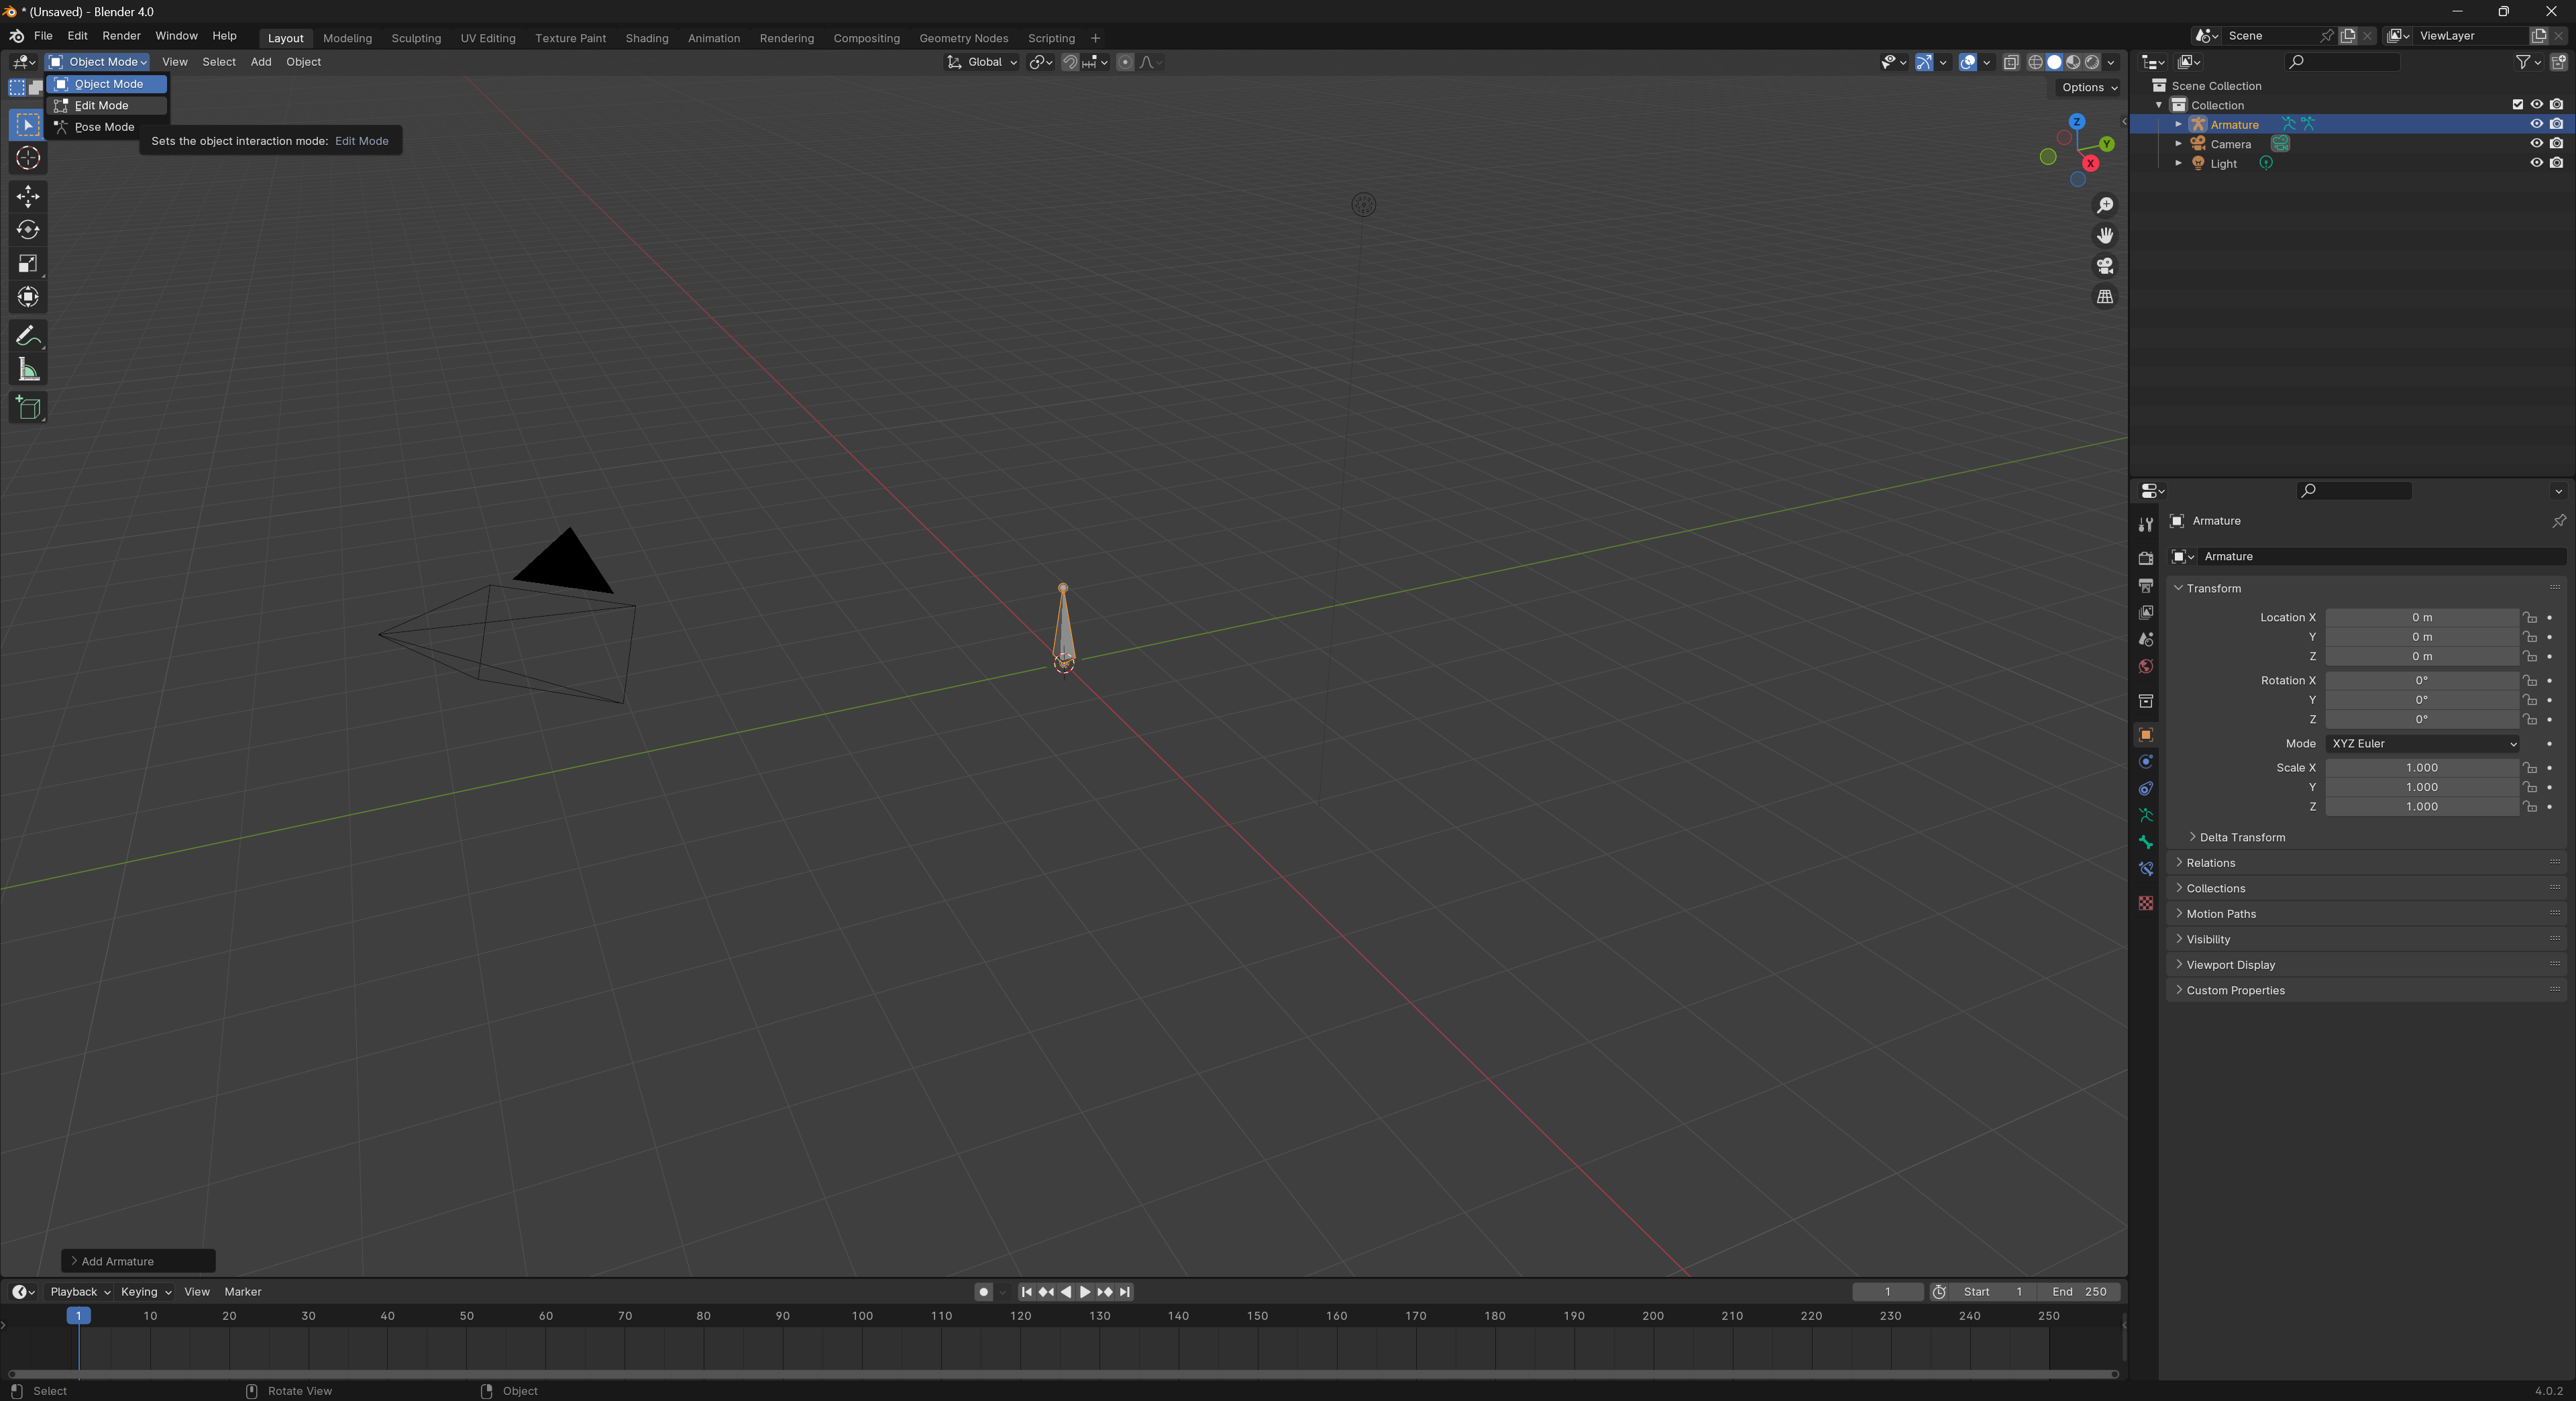 * (Unsaved) - Blender 4.0
File Edit Render Window Help Layout Modeling Sculpting UV Editing Texture Paint Shading Animation Rendering Compositing Geometry Nodes Scripting + Scene ViewLayer
Object Mode View Select Add Object Global
Object Mode
Edit Mode
Pose Mode
Sets the object interaction mode: Edit Mode
Options
Z
Y
X
Scene Collection
Collection
Armature
Camera
Light
Armature
Armature
Transform
Location X 0 m
Y 0 m
Z 0 m
Rotation X 0°
Y 0°
Z 0°
Mode XYZ Euler
Scale X 1.000
Y 1.000
Z 1.000
Delta Transform
Relations
Collections
Motion Paths
Visibility
Viewport Display
Custom Properties
Add Armature
Playback Keying View Marker 1 Start 1 End 250
1 10 20 30 40 50 60 70 80 90 100 110 120 130 140 150 160 170 180 190 200 210 220 230 240 250
Select Rotate View Object 4.0.2